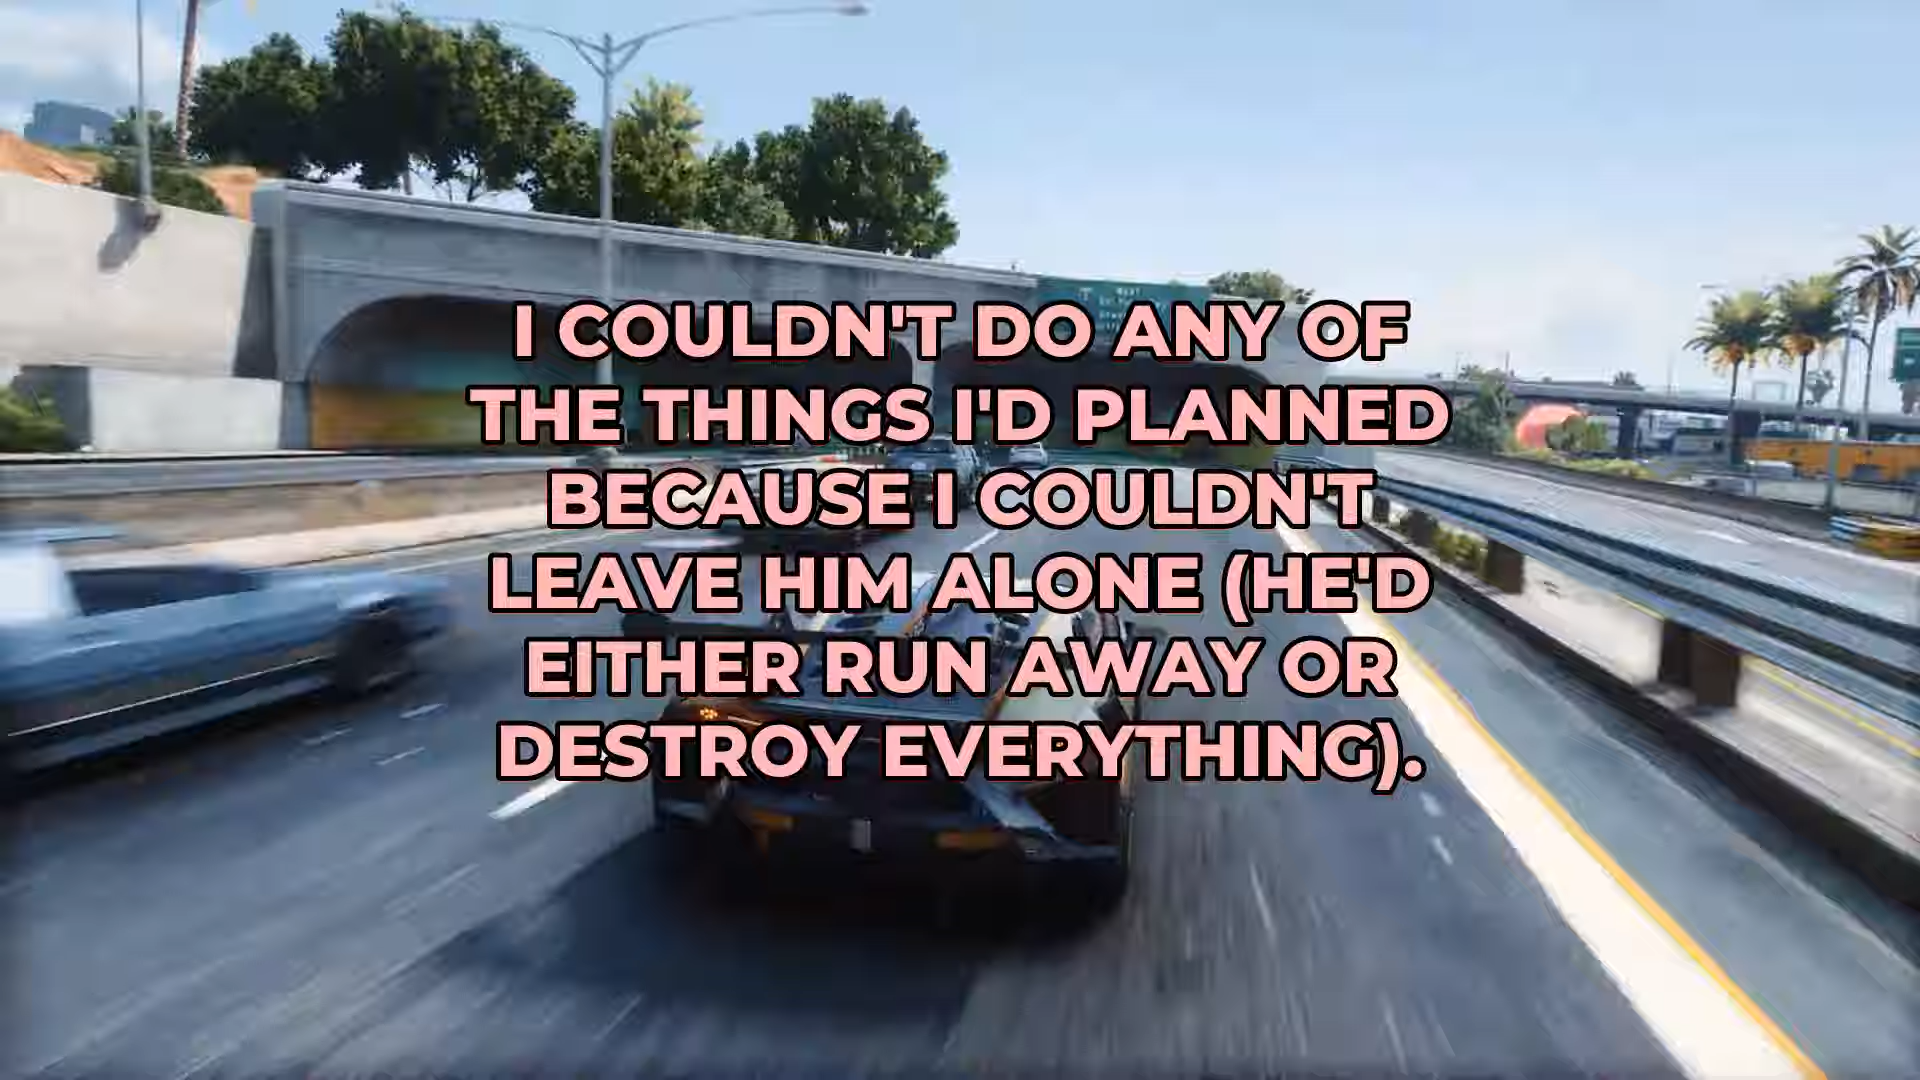 I COULDN'T DO ANY OF
THE THINGS I'D PLANNED
BECAUSE I COULDN'T
LEAVE HIM ALONE (HE'D
EITHER RUN AWAY OR
DESTROY EVERYTHING).